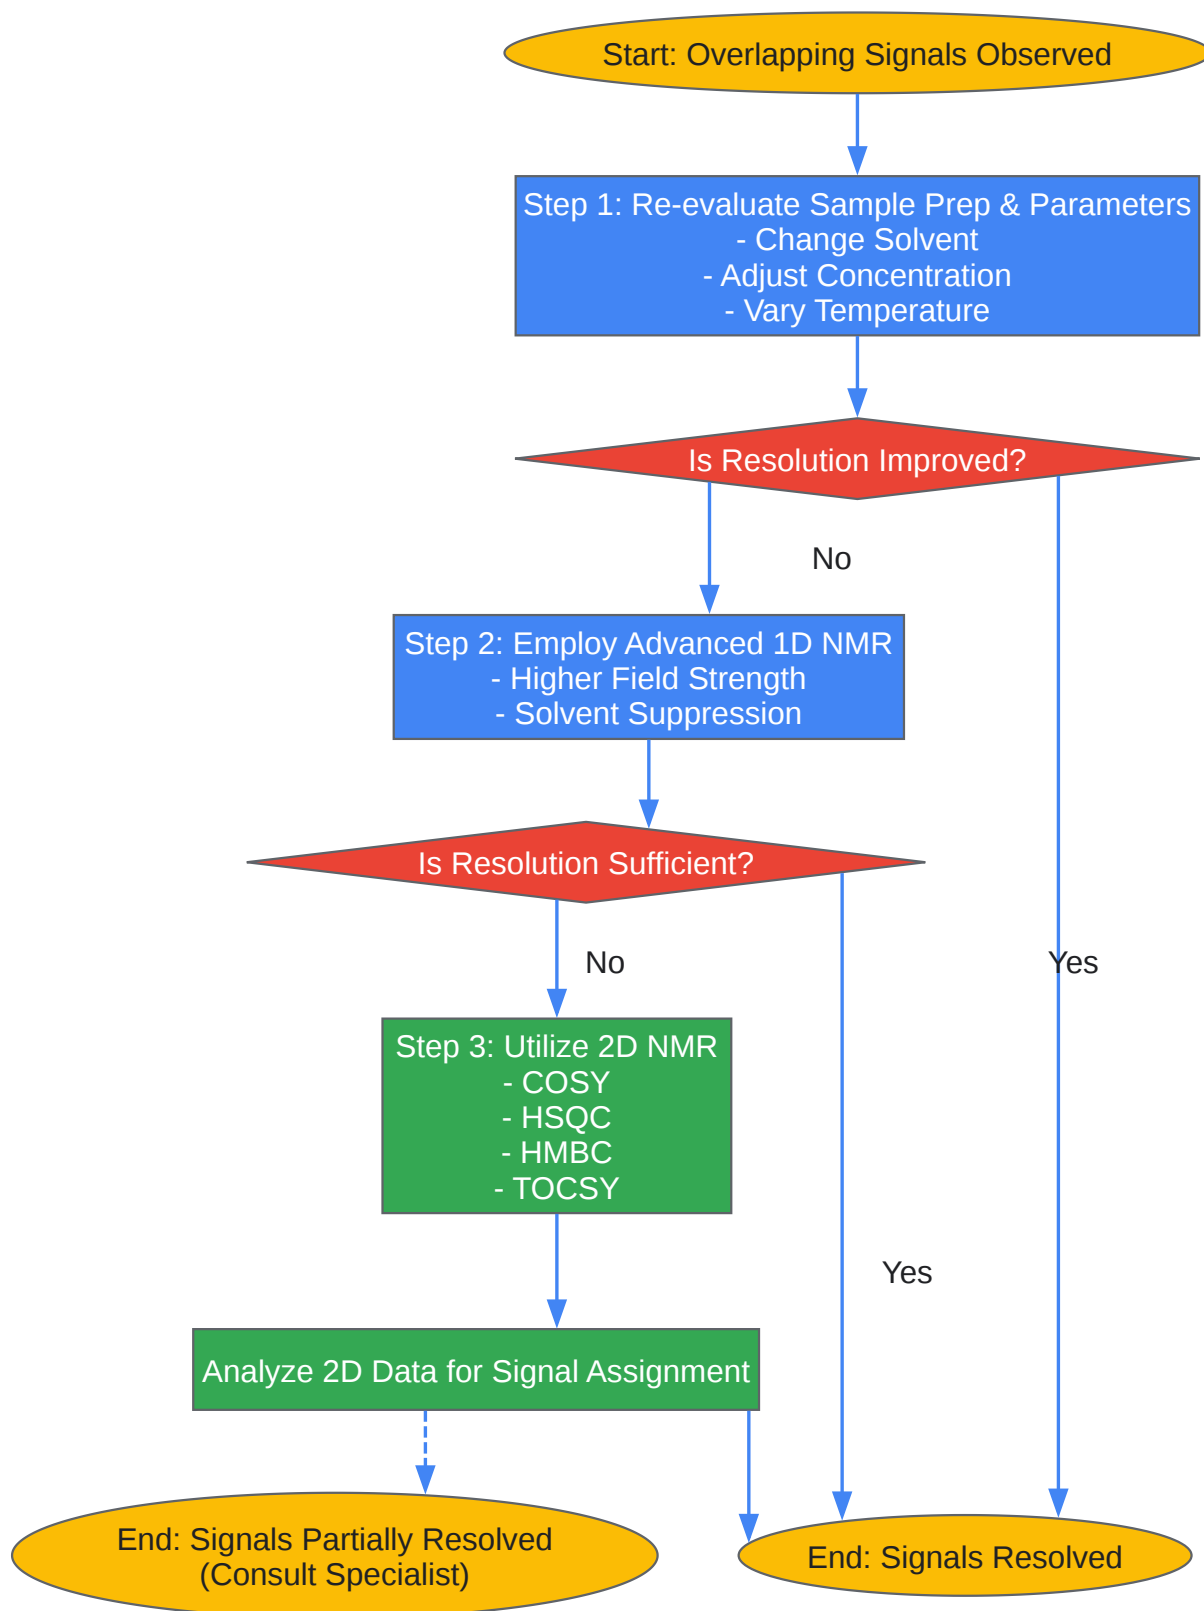 Start: Overlapping Signals Observed
Step 1: Re-evaluate Sample Prep & Parameters
- Change Solvent
- Adjust Concentration
- Vary Temperature
Is Resolution Improved?
No
Step 2: Employ Advanced 1D NMR
- Higher Field Strength
- Solvent Suppression
Is Resolution Sufficient?
No
Yes
Step 3: Utilize 2D NMR
- COSY
- HSQC
- HMBC
- TOCSY
Yes
Analyze 2D Data for Signal Assignment
End: Signals Partially Resolved
(Consult Specialist)
End: Signals Resolved